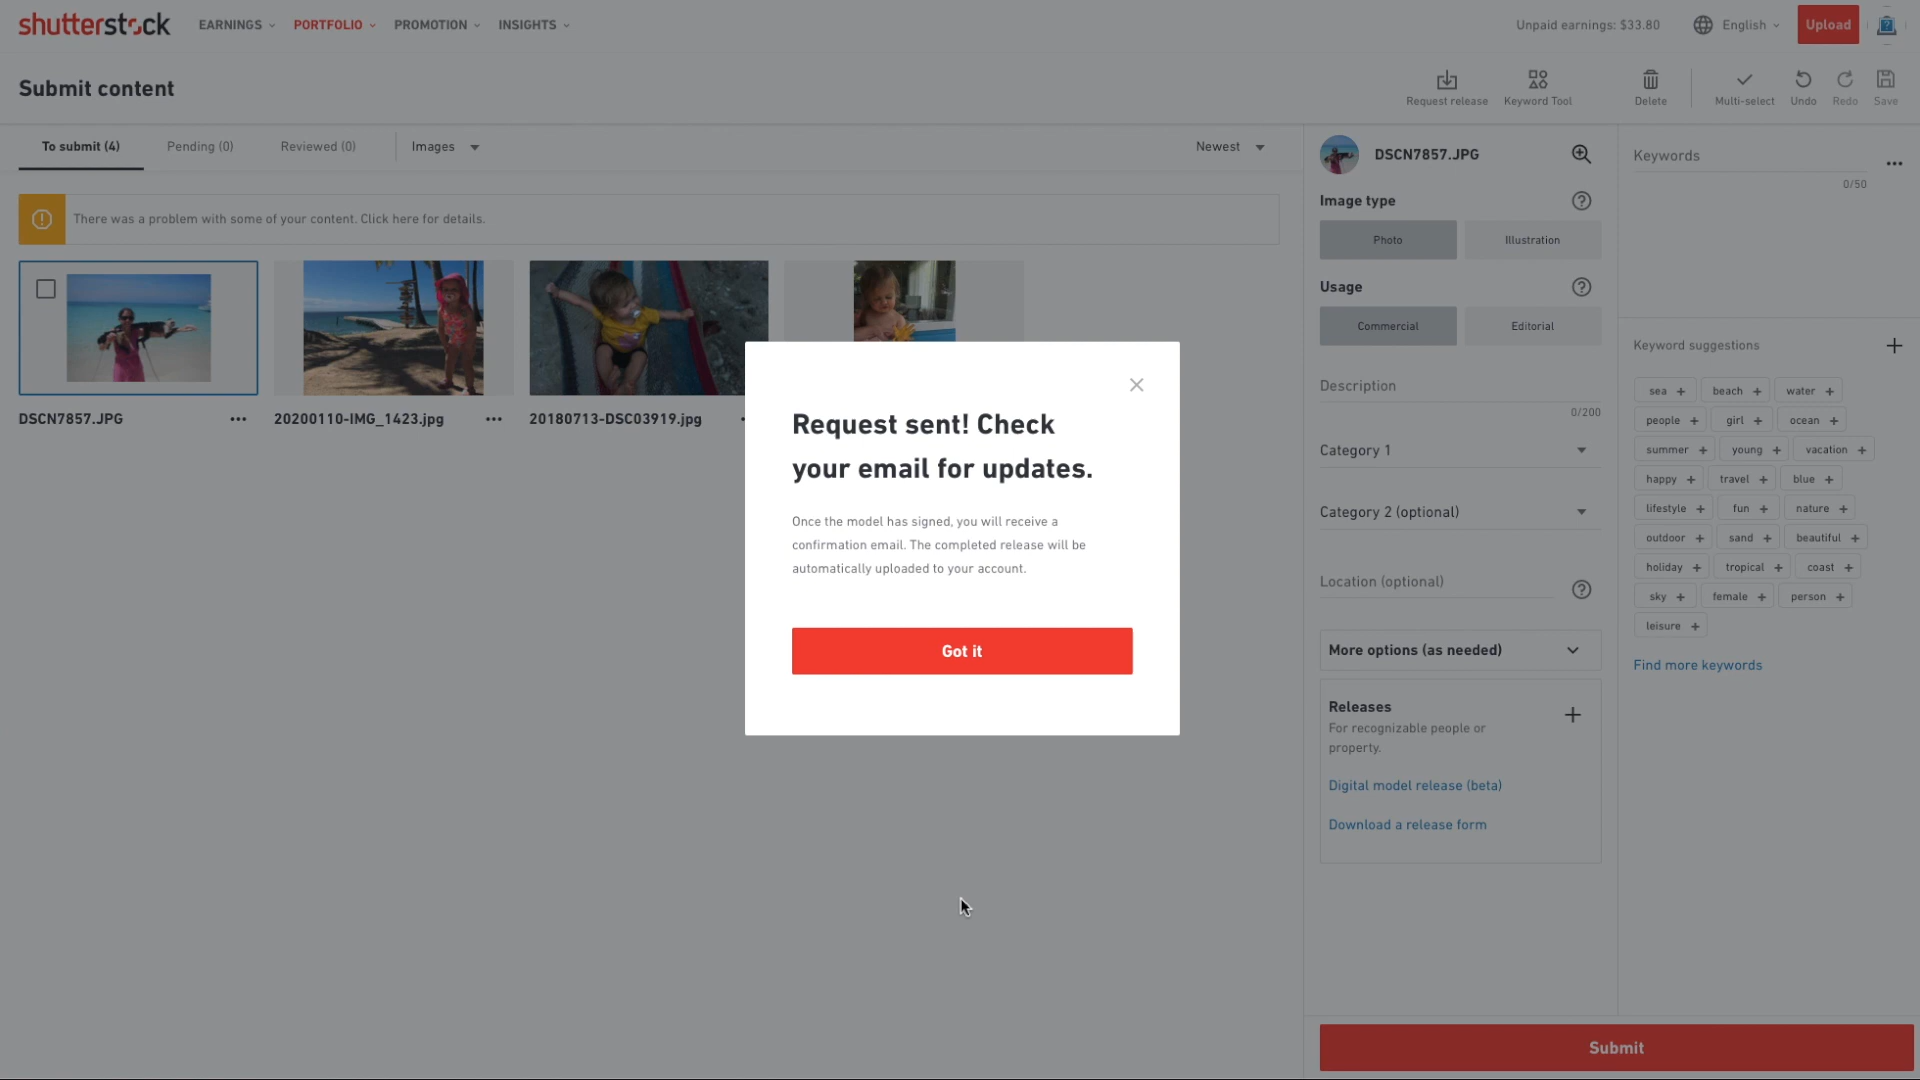 shutterstock
EARNINGS
PORTFOLIO
PROMOTION
INSIGHTS
Unpaid earnings: $33.80
English
Upload
Submit content
Request release
Keyword Tool
Delete
Multi-select
Undo
Redo
Save
To submit (4)
Pending (0)
Reviewed (0)
Images
Newest
There was a problem with some of your content. Click here for details.
DSCN7857.JPG
20200110-IMG_1423.jpg
20180713-DSC03919.jpg
Request sent! Check
your email for updates.
Once the model has signed, you will receive a
confirmation email. The completed release will be
automatically uploaded to your account.
Got it
DSCN7857.JPG
Image type
Photo
Illustration
Usage
Commercial
Editorial
Description
0/200
Category 1
Category 2 (optional)
Location (optional)
More options (as needed)
Releases
For recognizable people or
property.
Digital model release (beta)
Download a release form
Keywords
0/50
Keyword suggestions
sea + beach + water +
people + girl + ocean +
summer + young + vacation +
happy + travel + blue +
lifestyle + fun + nature +
outdoor + sand + beautiful +
holiday + tropical + coast +
sky + female + person +
leisure +
Find more keywords
Submit